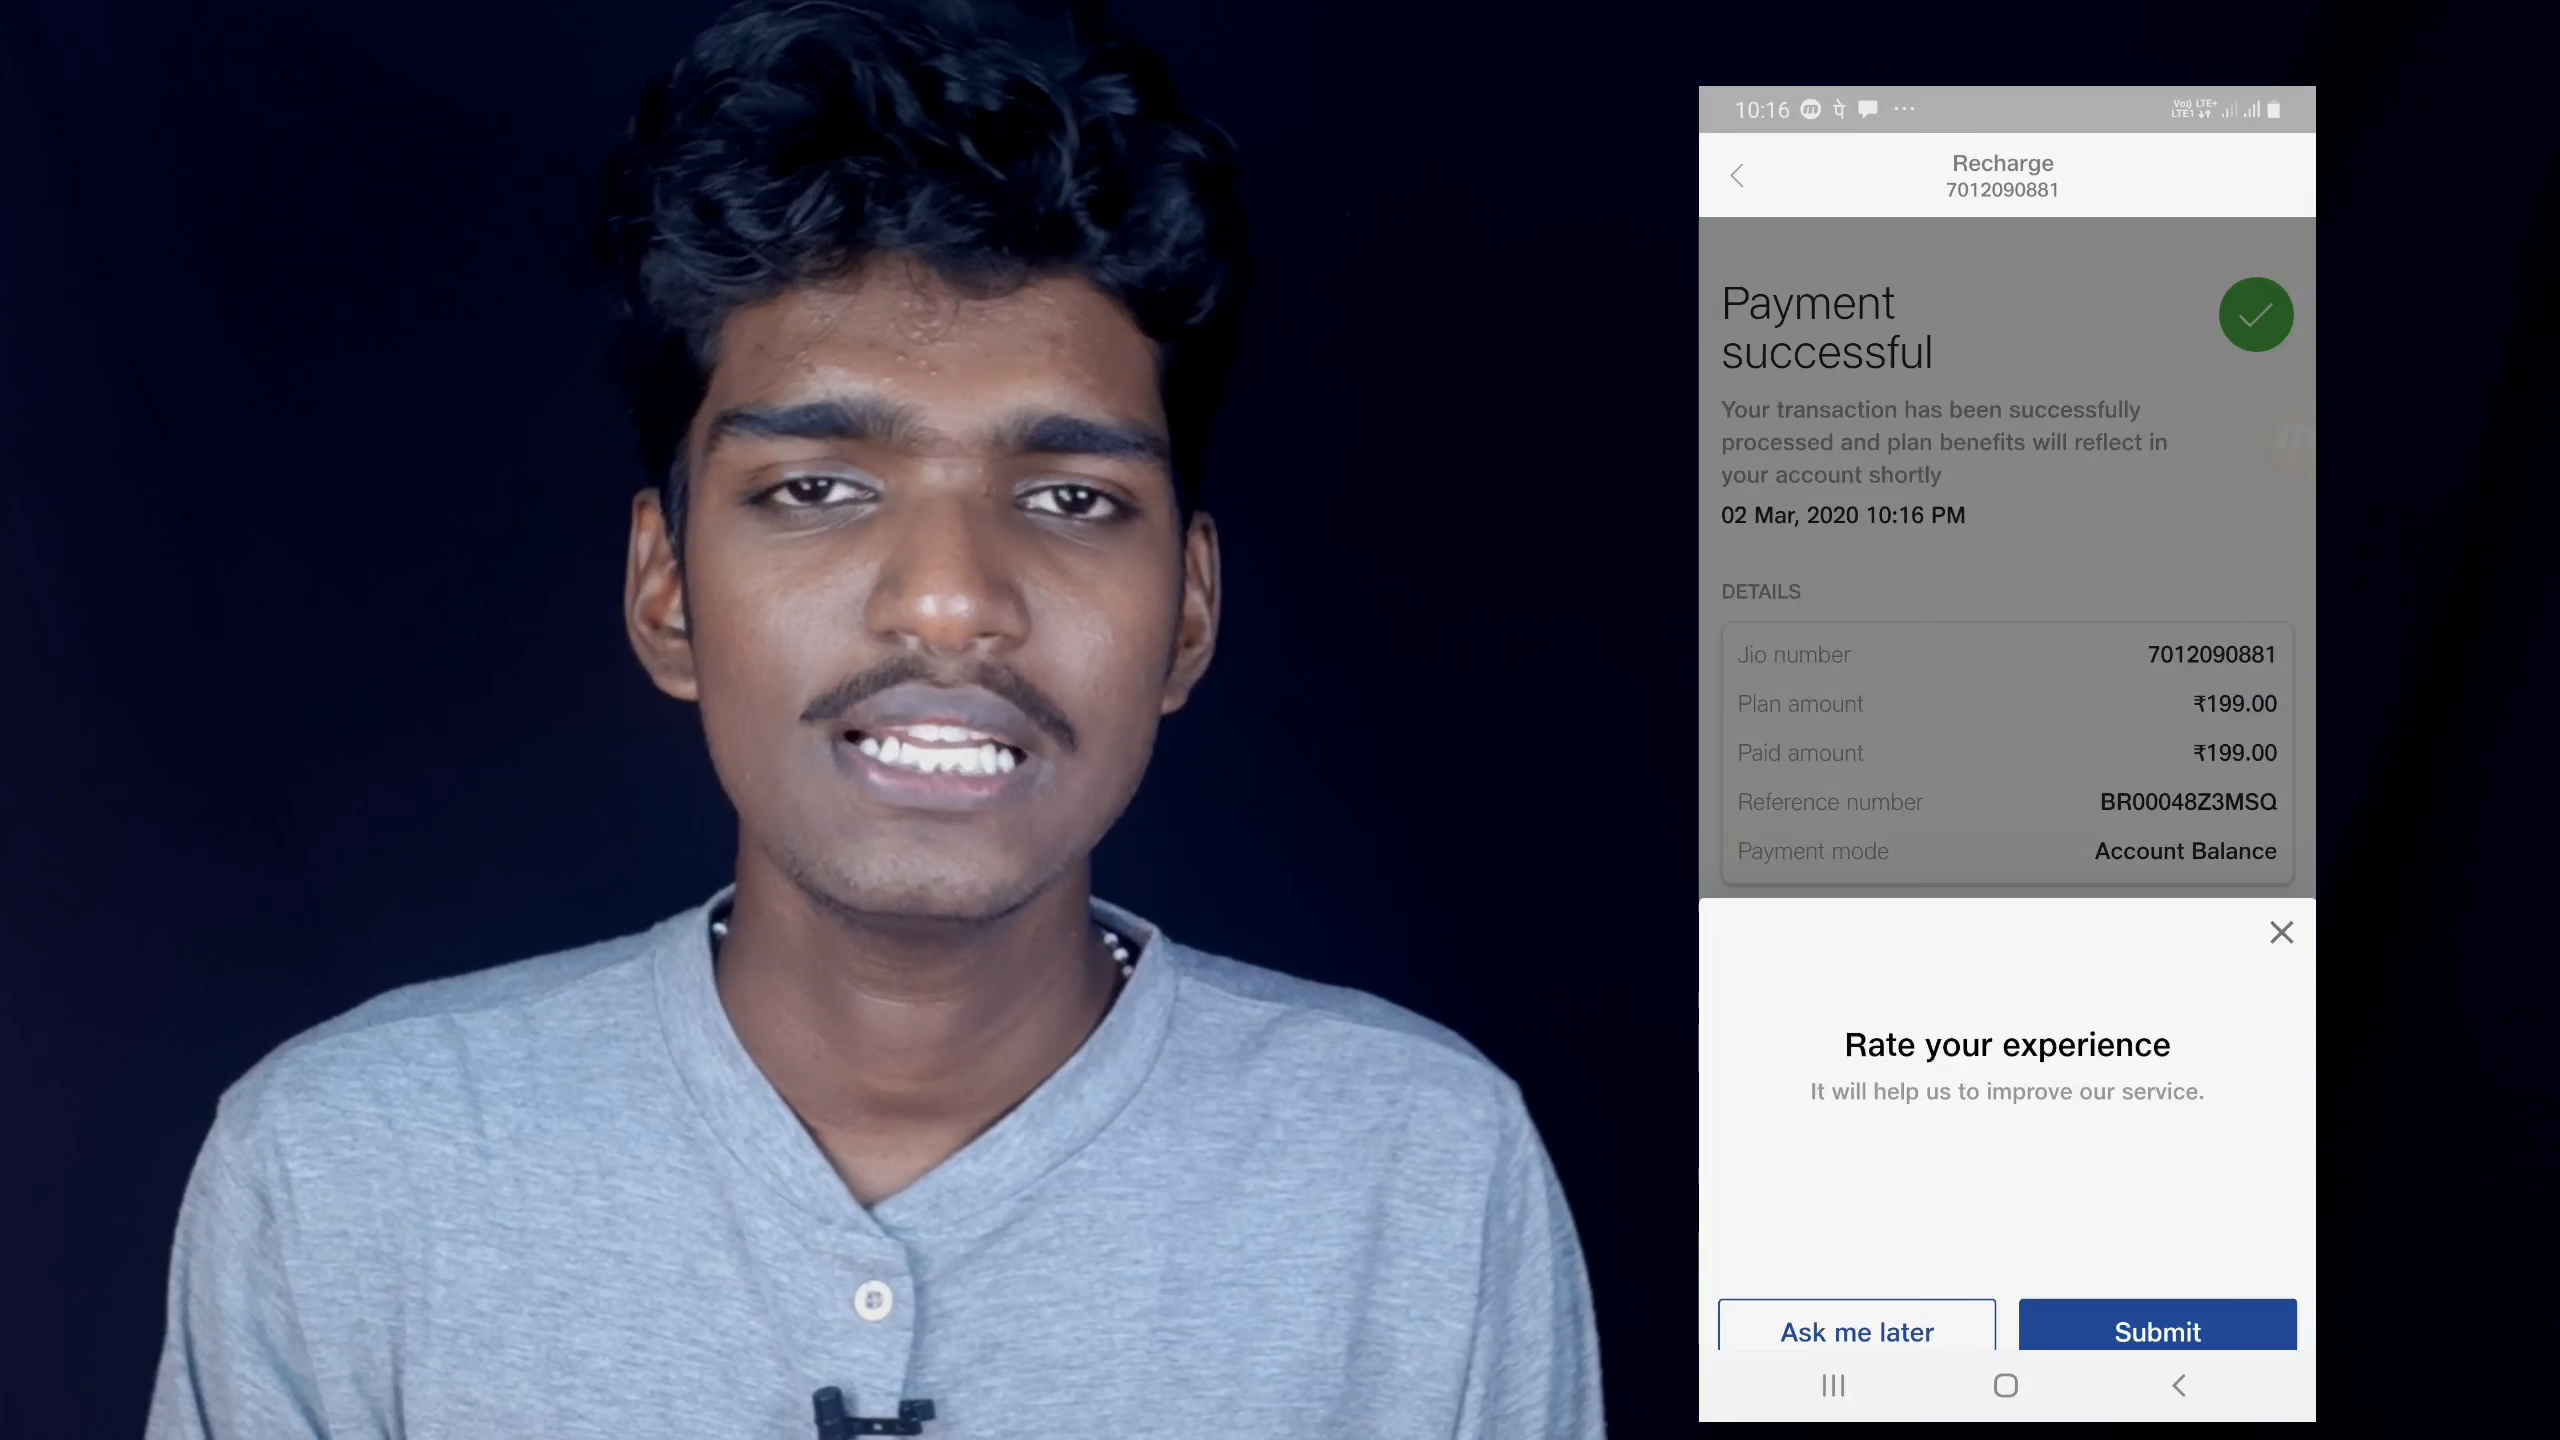 10:16 पे ...
Vo)) LTE+
LTE1
Recharge
7012090881
Payment
successful
Your transaction has been successfully
processed and plan benefits will reflect in
your account shortly
02 Mar, 2020 10:16 PM
DETAILS
Jio number 7012090881
Plan amount ₹199.00
Paid amount ₹199.00
Reference number BR00048Z3MSQ
Payment mode Account Balance
Rate your experience
It will help us to improve our service.
Ask me later Submit